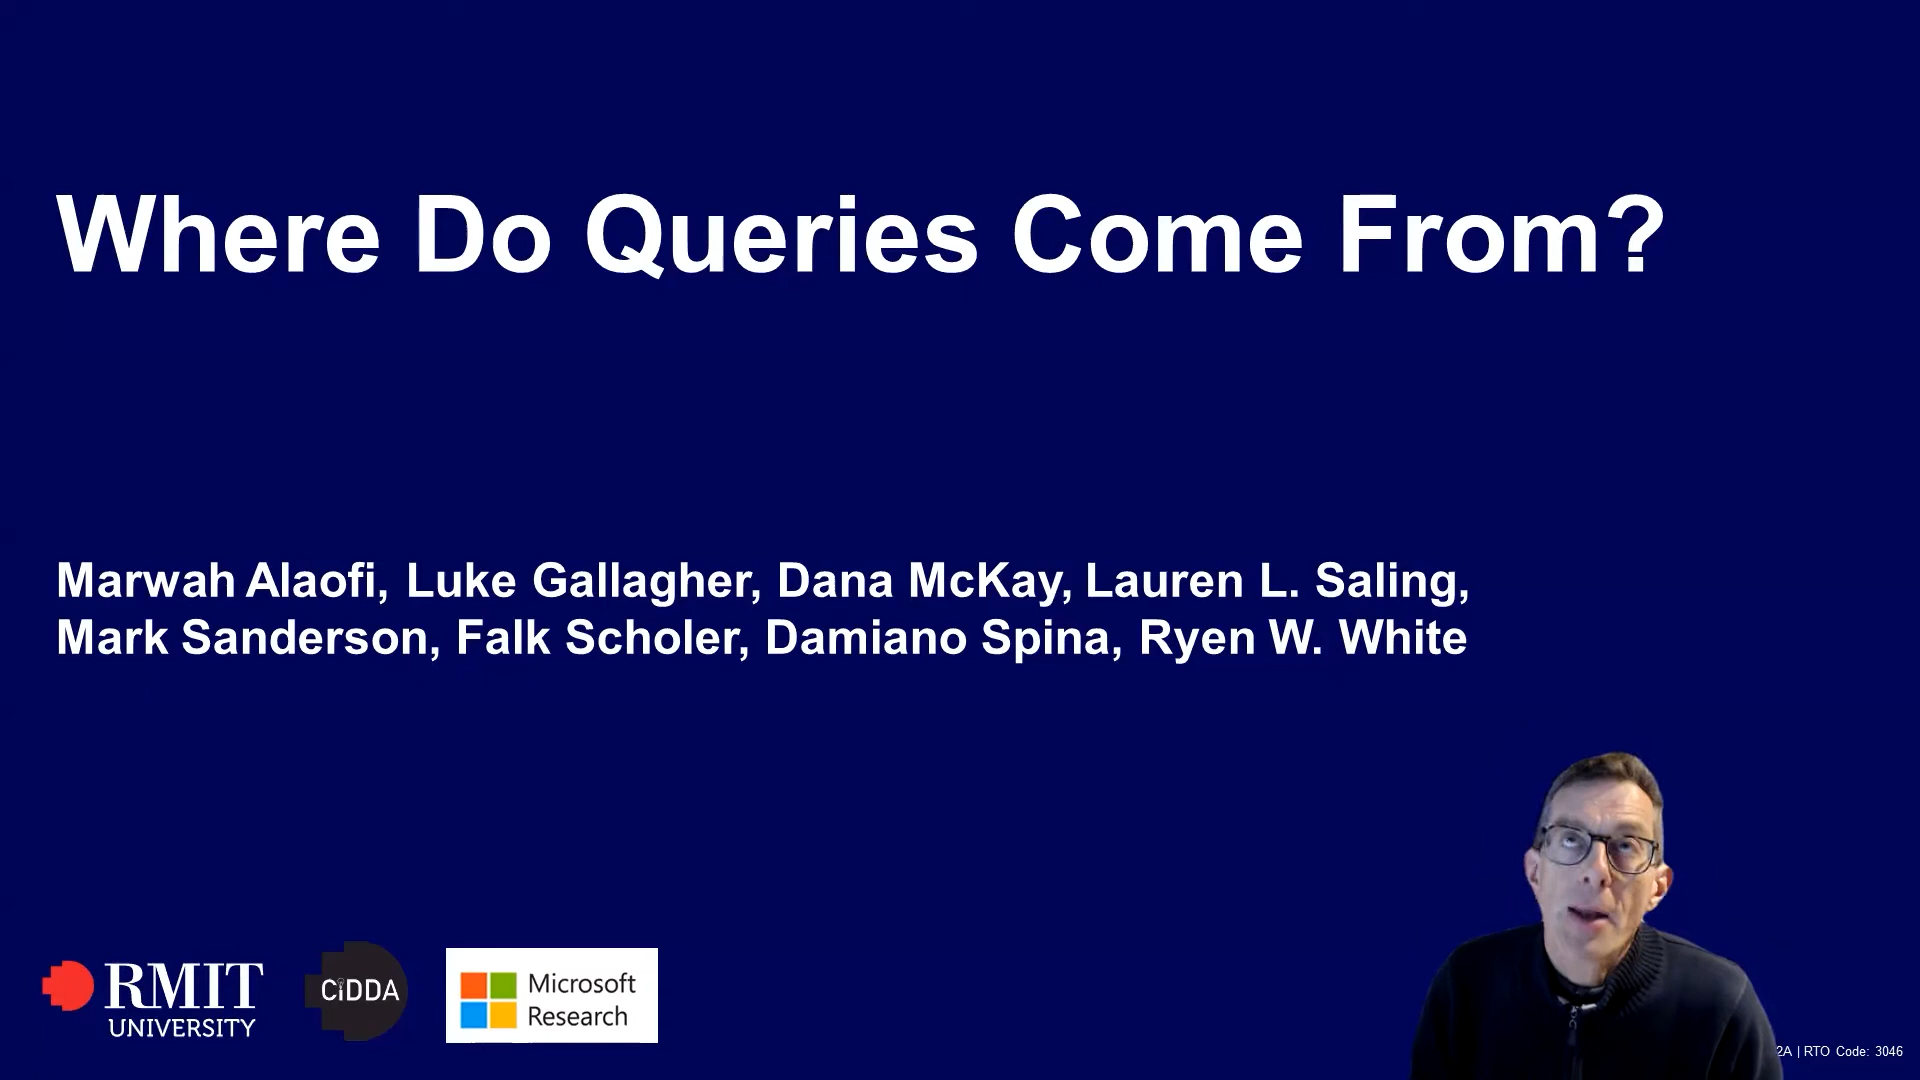 Where Do Queries Come From?
Marwah Alaofi, Luke Gallagher, Dana McKay, Lauren L. Saling,
Mark Sanderson, Falk Scholer, Damiano Spina, Ryen W. White
RMIT
UNIVERSITY
CiDDA
Microsoft
Research
2A | RTO Code: 3046